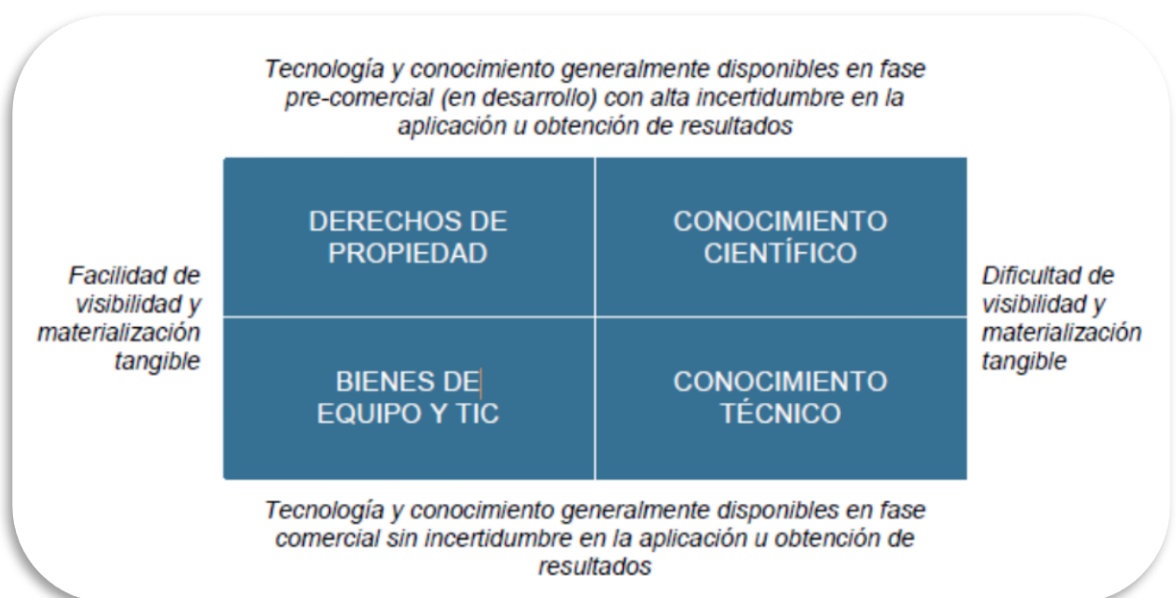 Tecnología y conocimiento generalmente disponibles en fase
pre-comercial (en desarrollo) con alta incertidumbre en la
aplicación u obtención de resultados
DERECHOS DE
PROPIEDAD
CONOCIMIENTO
CIENTÍFICO
Facilidad de
visibilidad y
materialización
tangible
Dificultad de
visibilidad y
materialización
tangible
BIENES DE
EQUIPO Y TIC
CONOCIMIENTO
TÉCNICO
Tecnología y conocimiento generalmente disponibles en fase
comercial sin incertidumbre en la aplicación u obtención de
resultados